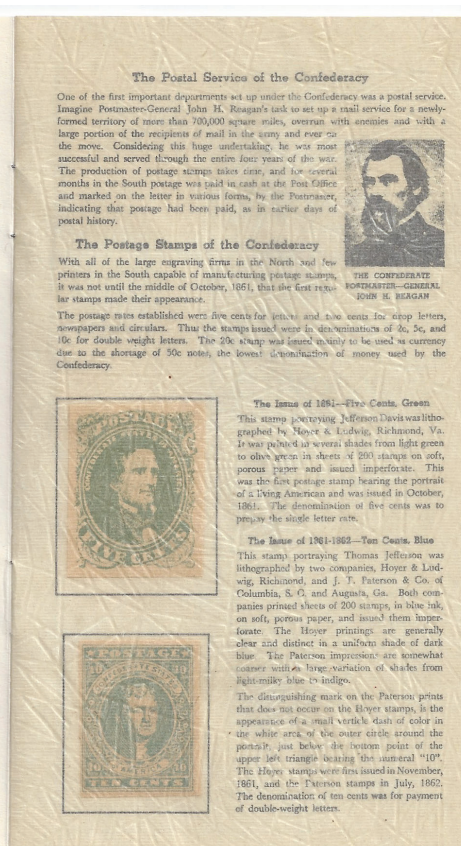 The Postal Service of the Confederacy
One of the first important departments set up under the Confederacy was a postal service.
Imagine Postmaster-General John H. Reagan's task to set up a mail service for a newly-
formed territory of more than 700,000 square miles, overrun with enemies and with a
large portion of the recipients of mail in the army and ever on
the move. Considering this huge undertaking, he was most
successful and served through the entire four years of the war.
The production of postage stamps takes time, and for several
months in the South postage was paid in cash at the Post Office
and marked on the letter in various forms, by the Postmaster,
indicating that postage had been paid, as in earlier days of
postal history.
THE CONFEDERATE
POSTMASTER—GENERAL
JOHN H. REAGAN
The Postage Stamps of the Confederacy
With all of the large engraving firms in the North and few
printers in the South capable of manufacturing postage stamps,
it was not until the middle of October, 1861, that the first regu-
lar stamps made their appearance.
The postage rates established were five cents for letters and two cents for drop letters,
newspapers and circulars. Thus the stamps issued were in denominations of 2c, 5c, and
10c for double weight letters. The 20c stamp was issued mainly to be used as currency
due to the shortage of 50c notes, the lowest denomination of money used by the
Confederacy.
The Issue of 1861—Five Cents, Green
This stamp portraying Jefferson Davis was litho-
graphed by Hoyer & Ludwig, Richmond, Va.
It was printed in several shades from light green
to olive green in sheets of 200 stamps on soft,
porous paper and issued imperforate. This
was the first postage stamp bearing the portrait
of a living American and was issued in October,
1861. The denomination of five cents was to
prepay the single letter rate.
The Issue of 1861-1862—Ten Cents, Blue
This stamp portraying Thomas Jefferson was
lithographed by two companies, Hoyer & Lud-
wig, Richmond, and J. T. Paterson & Co. of
Columbia, S. C. and Augusta, Ga. Both com-
panies printed sheets of 200 stamps, in blue ink,
on soft, porous paper, and issued them imper-
forate. The Hoyer printings are generally
clear and distinct in a uniform shade of dark
blue. The Paterson impressions are somewhat
coarser with a large variation of shades from
light-milky blue to indigo.
The distinguishing mark on the Paterson prints
that does not occur on the Hoyer stamps, is the
appearance of a small verticle dash of color in
the white area of the outer circle around the
portrait, just below the bottom point of the
upper left triangle bearing the numeral "10".
The Hoyer stamps were first issued in November,
1861, and the Paterson stamps in July, 1862.
The denomination of ten cents was for payment
of double-weight letters.
POSTAGE
FIVE CENTS
POSTAGE
TEN CENTS